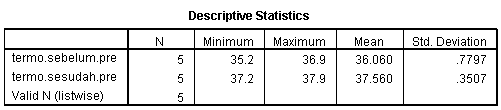 Descriptive Statistics
N Minimum Maximum Mean Std. Deviation
termo.sebelum.pre 5 35.2 36.9 36.060 .7797
termo.sesudah.pre 5 37.2 37.9 37.560 .3507
Valid N (listwise) 5